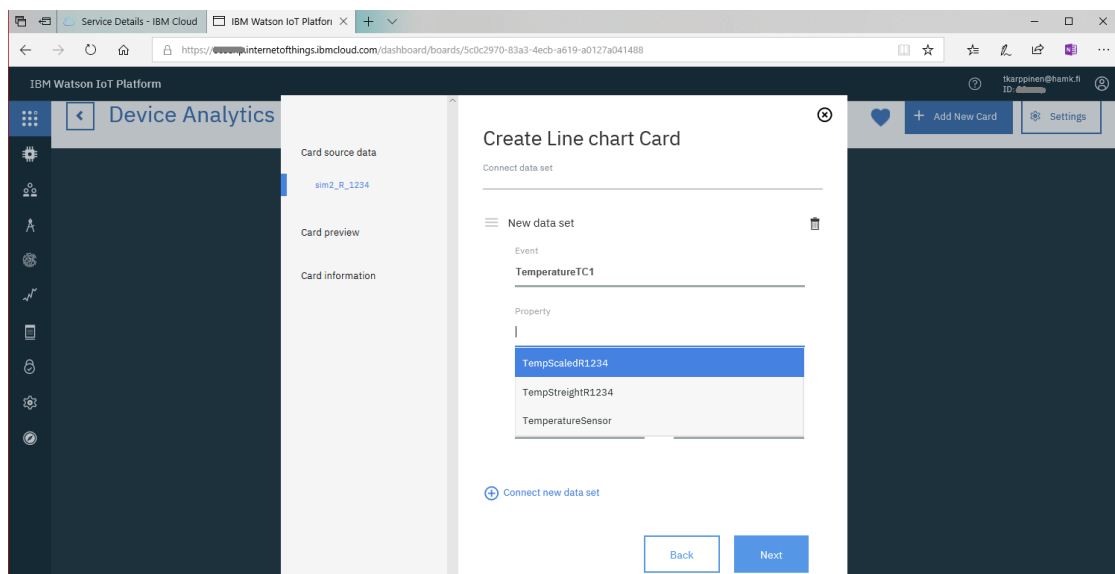 Service Details - IBM Cloud
IBM Watson IoT Platforr
https://
.internetofthings.ibmcloud.com/dashboard/boards/5c0c2970-83a3-4ecb-a619-a0127a041488
IBM Watson IoT Platform
tkarppinen@hamk.fi
ID:
Device Analytics
+ Add New Card
Settings
Card source data
sim2_R_1234
Card preview
Card information
Create Line chart Card
Connect data set
New data set
Event
TemperatureTC1
Property
TempScaledR1234
TempStreightR1234
TemperatureSensor
Connect new data set
Back
Next